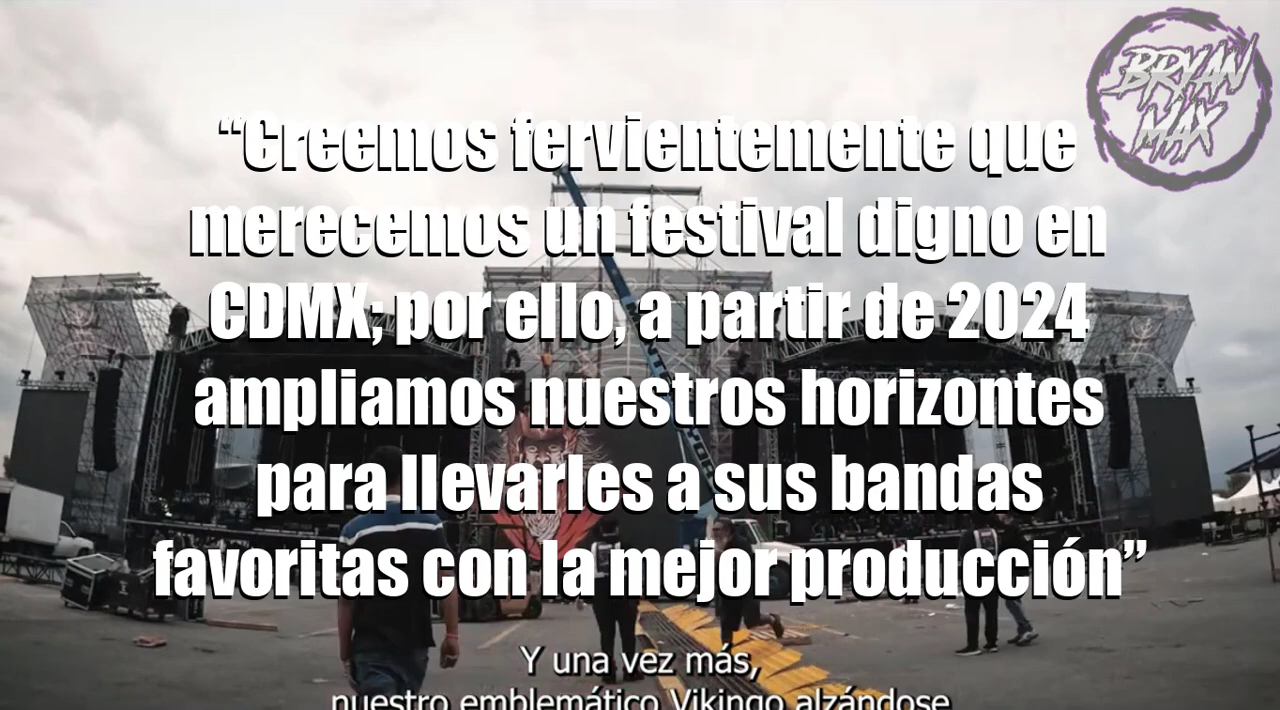 BRYAN
MAX
“Creemos fervientemente que
merecemos un festival digno en
CDMX; por ello, a partir de 2024
ampliamos nuestros horizontes
para llevarles a sus bandas
favoritas con la mejor producción”
Y una vez más,
nuestro emblemático Vikingo alzándose